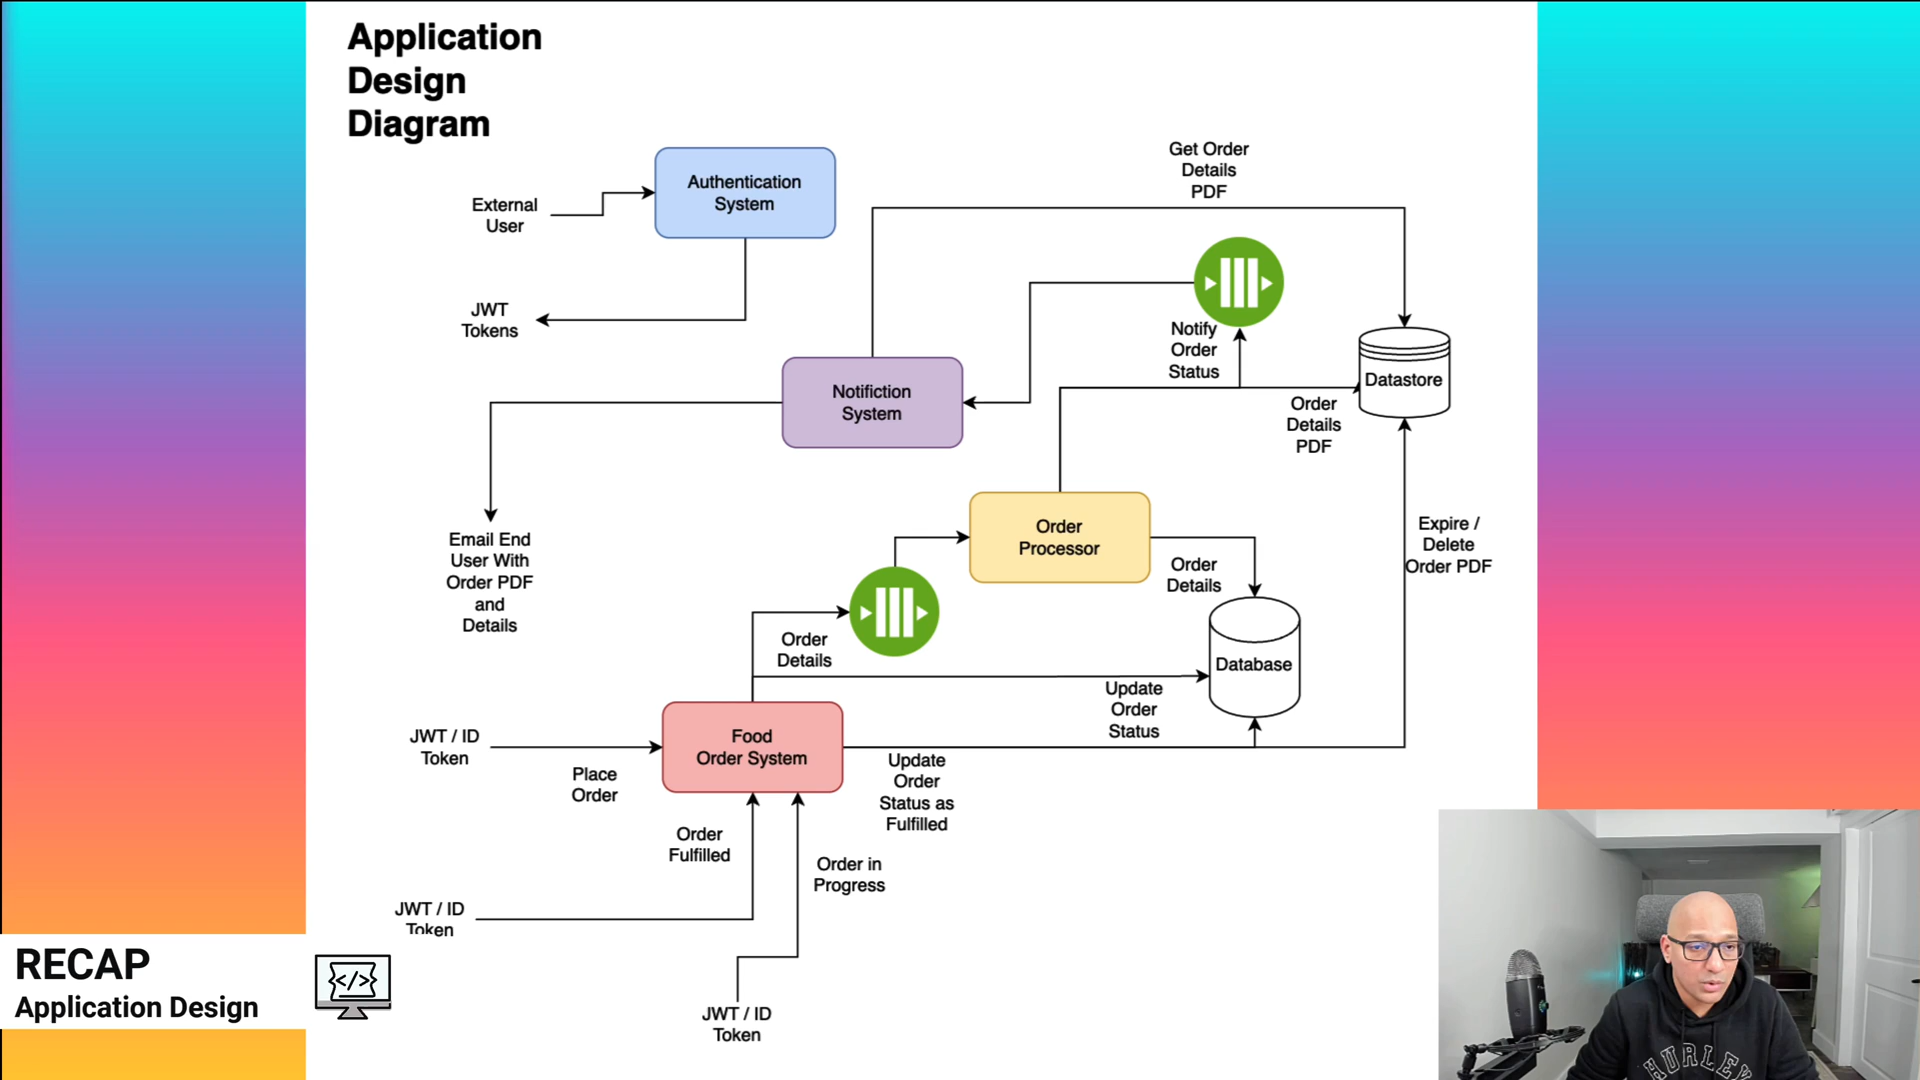 Application
Design
Diagram
Authentication
System
External
User
JWT
Tokens
Get Order
Details
PDF
Notify
Order
Status
Datastore
Notifiction
System
Order
Details
PDF
Email End
User With
Order PDF
and
Details
Order
Processor
Order
Details
Expire /
Delete
Order PDF
Order
Details
Database
Update
Order
Status
JWT / ID
Token
Place
Order
Food
Order System
Update
Order
Status as
Fulfilled
Order
Fulfilled
Order in
Progress
JWT / ID
Token
JWT / ID
Token
RECAP
Application Design
</>
HURLEY